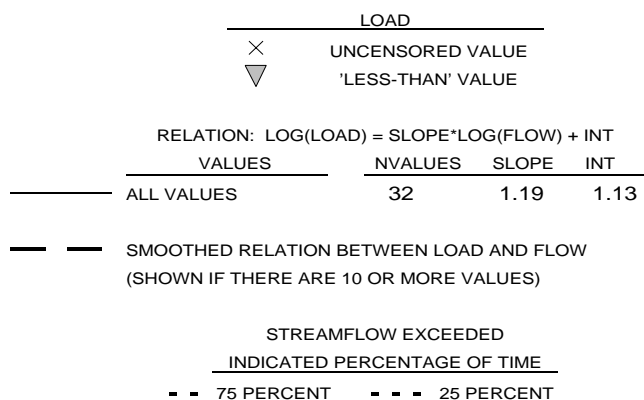 LOAD
UNCENSORED VALUE
'LESS-THAN' VALUE
RELATION: LOG(LOAD) = SLOPE*LOG(FLOW) + INT
VALUES NVALUES SLOPE INT
ALL VALUES 32 1.19 1.13
SMOOTHED RELATION BETWEEN LOAD AND FLOW
(SHOWN IF THERE ARE 10 OR MORE VALUES)
STREAMFLOW EXCEEDED
INDICATED PERCENTAGE OF TIME
75 PERCENT 25 PERCENT